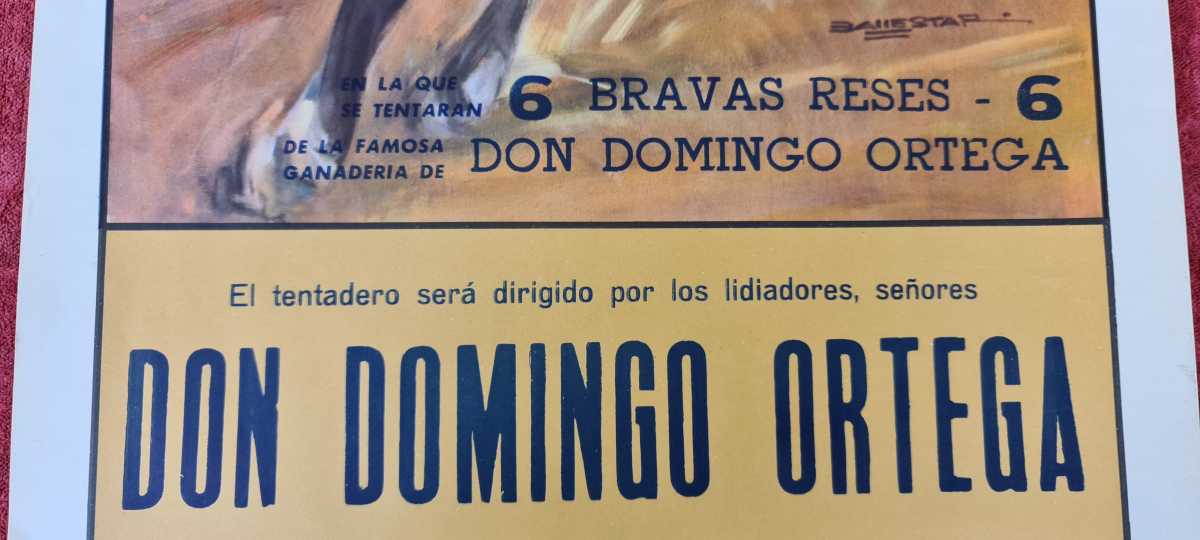 BALLESTAR
EN LA QUE
SE TENTARAN
6 BRAVAS RESES - 6
DE LA FAMOSA
GANADERIA DE
DON DOMINGO ORTEGA
El tentadero será dirigido por los lidiadores, señores
DON DOMINGO ORTEGA